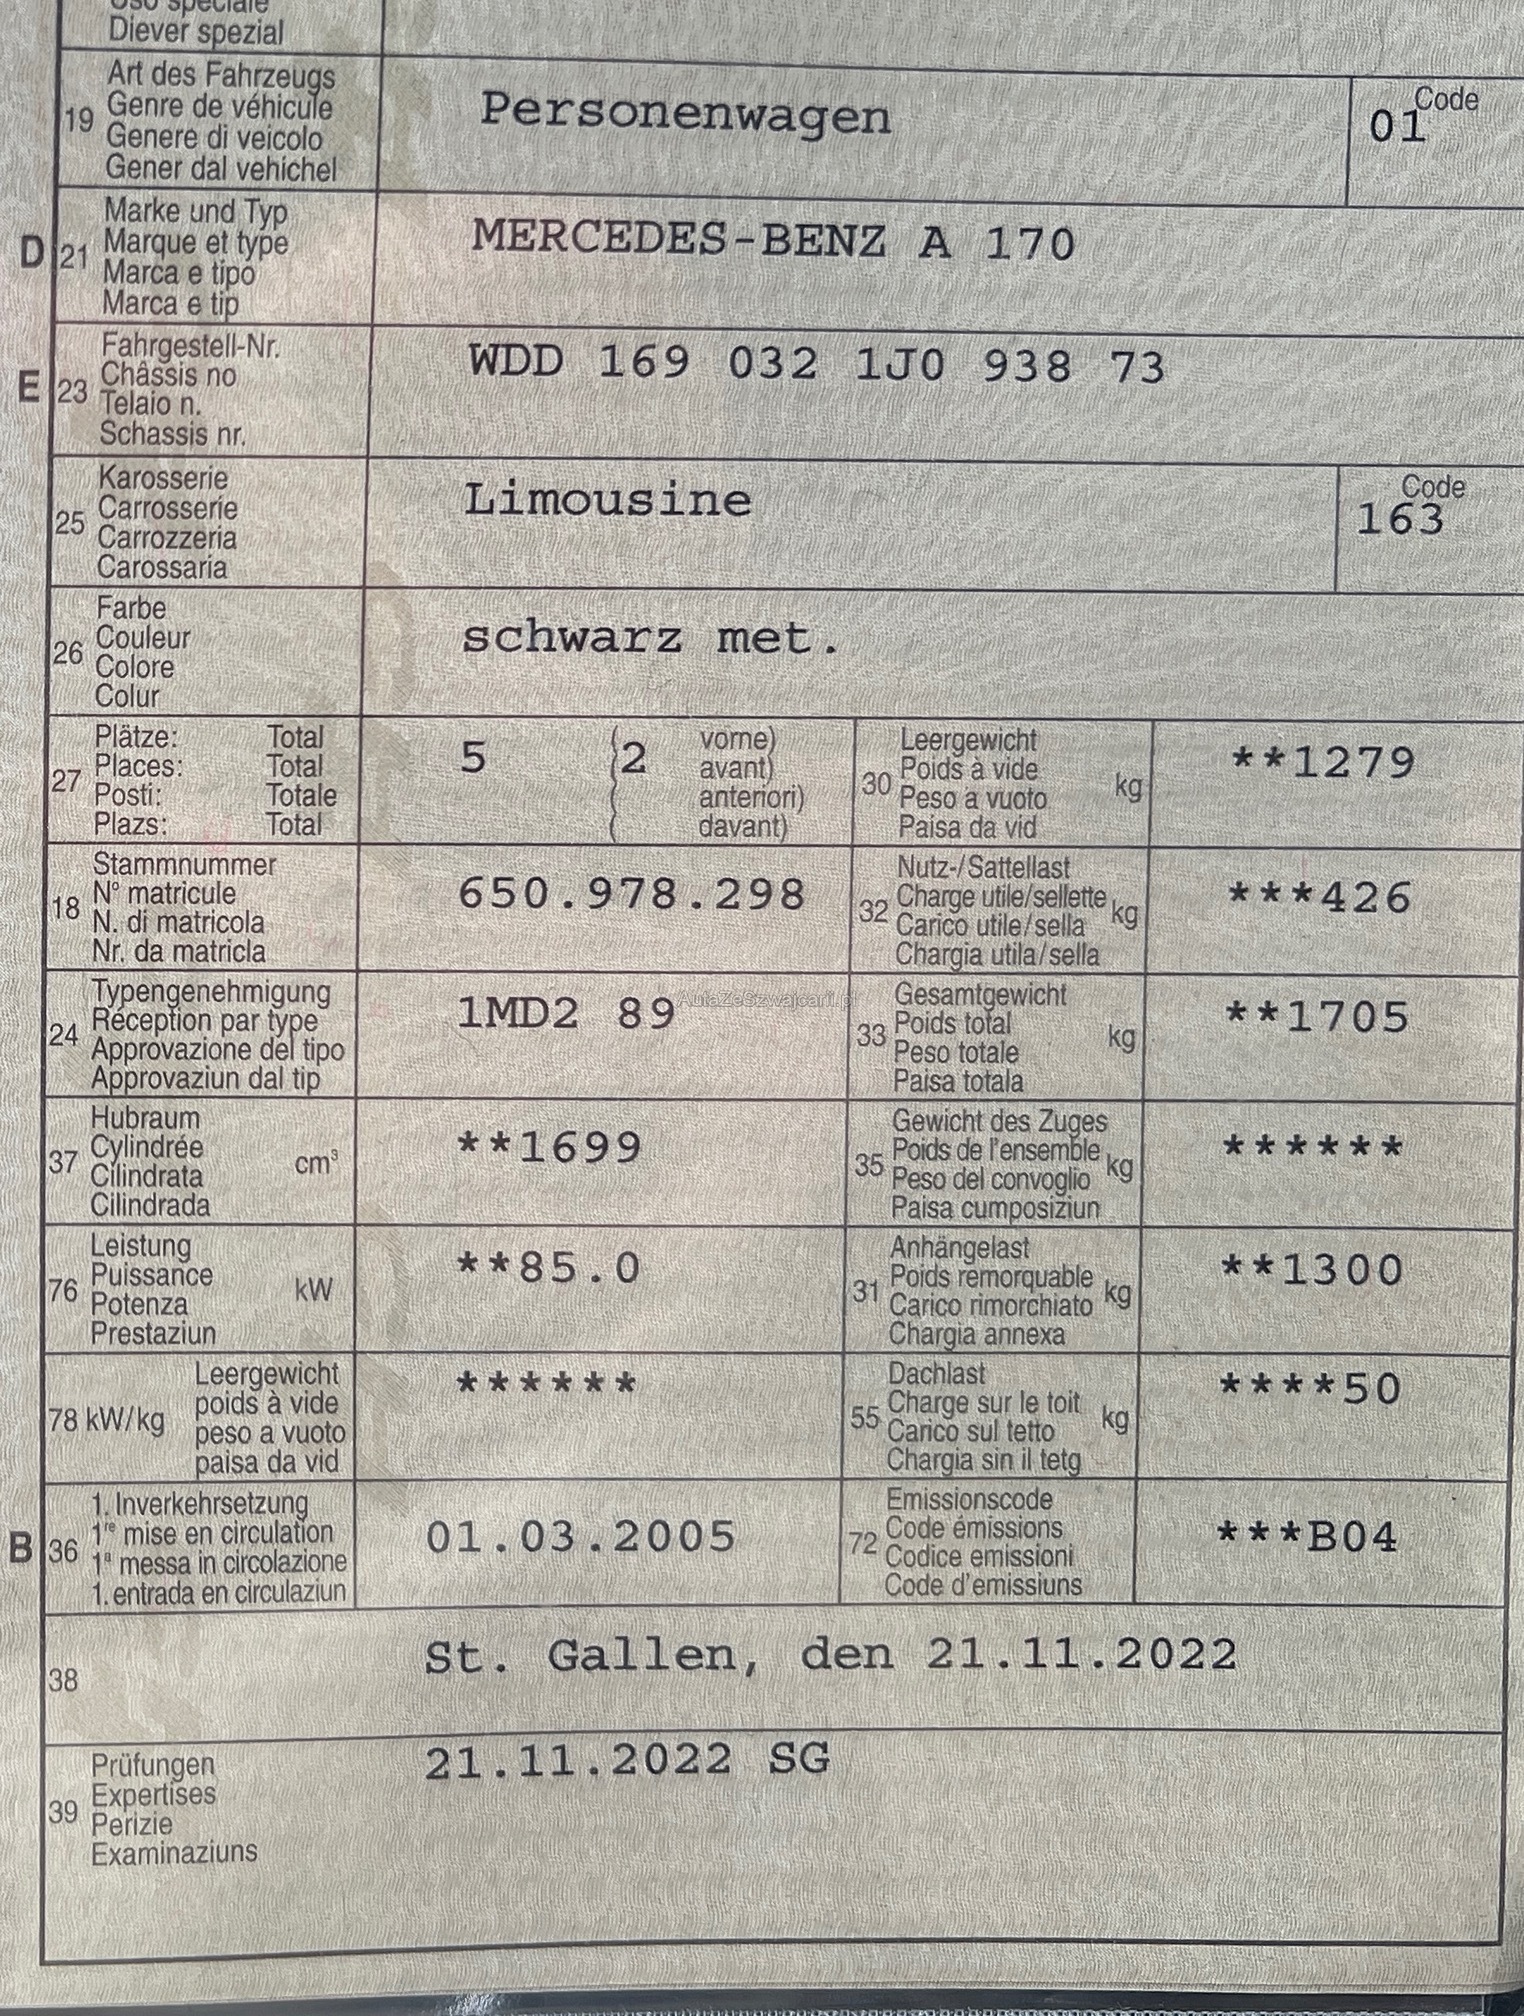 Uso speciale
Diever spezial
19
Art des Fahrzeugs
Genre de véhicule
Genere di veicolo
Gener dal vehichel
Personenwagen
Code
01
D 21
Marke und Typ
Marque et type
Marca e tipo
Marca e tip
MERCEDES-BENZ A 170
E 23
Fahrgestell-Nr.
Châssis no
Telaio n.
Schassis nr.
WDD 169 032 1J0 938 73
25
Karosserie
Carrosserie
Carrozzeria
Carossaria
Limousine
Code
163
26
Farbe
Couleur
Colore
Colur
schwarz met.
27
Plätze: Total
Places: Total
Posti: Totale
Plazs: Total
5 (2 vorne)
( avant)
( anteriori)
( davant)
30
Leergewicht
Poids à vide
Peso a vuoto
Paisa da vid
kg
**1279
18
Stammnummer
N° matricule
N. di matricola
Nr. da matricla
650.978.298
32
Nutz-/Sattellast
Charge utile/sellette
Carico utile/sella
Chargia utila/sella
kg
***426
24
Typengenehmigung
Réception par type
Approvazione del tipo
Approvaziun dal tip
1MD2 89
AutaZeSzwajcarii.pl
33
Gesamtgewicht
Poids total
Peso totale
Paisa totala
kg
**1705
37
Hubraum
Cylindrée
Cilindrata
Cilindrada
cm³
**1699
35
Gewicht des Zuges
Poids de l'ensemble
Peso del convoglio
Paisa cumposiziun
kg
******
76
Leistung
Puissance
Potenza
Prestaziun
kW
**85.0
31
Anhängelast
Poids remorquable
Carico rimorchiato
Chargia annexa
kg
**1300
78 kW/kg
Leergewicht
poids à vide
peso a vuoto
paisa da vid
******
55
Dachlast
Charge sur le toit
Carico sul tetto
Chargia sin il tetg
kg
****50
B 36
1. Inverkehrsetzung
1re mise en circulation
1a messa in circolazione
1. entrada en circulaziun
01.03.2005
72
Emissionscode
Code émissions
Codice emissioni
Code d'emissiuns
***B04
38
St. Gallen, den 21.11.2022
39
Prüfungen
Expertises
Perizie
Examinaziuns
21.11.2022 SG